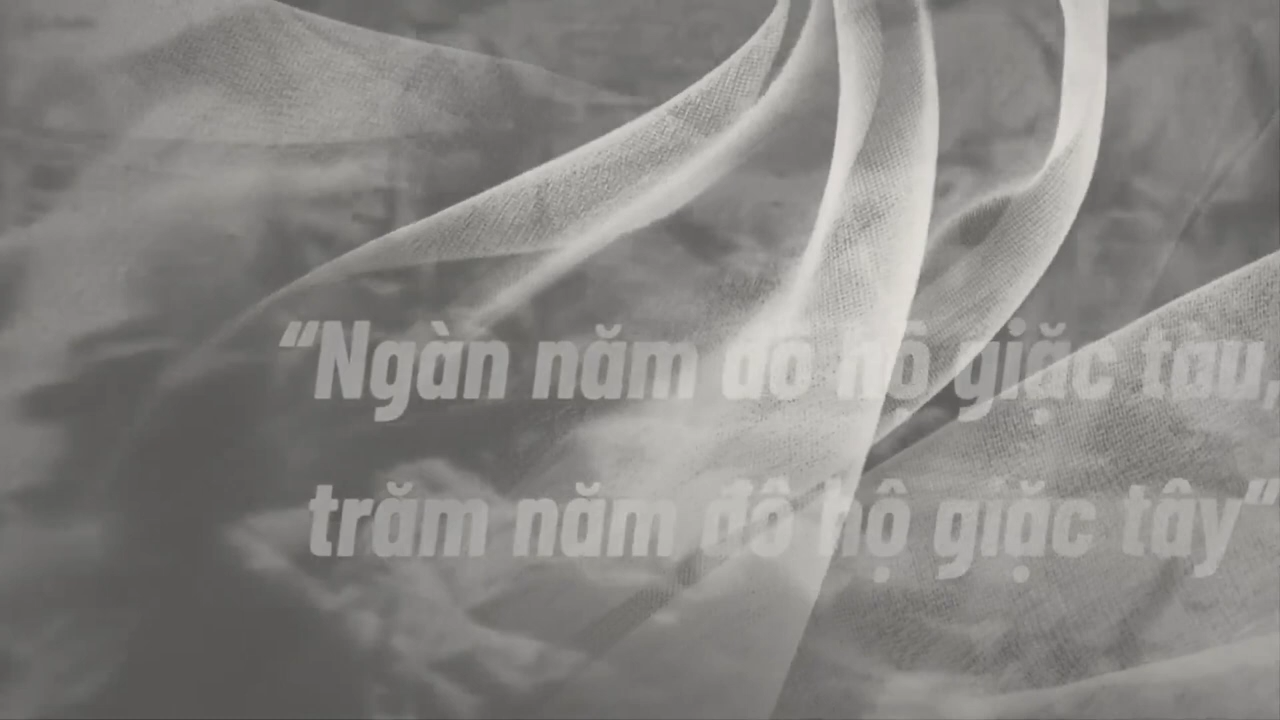 “Ngàn năm đô hộ giặc tàu,
trăm năm đô hộ giặc tây“